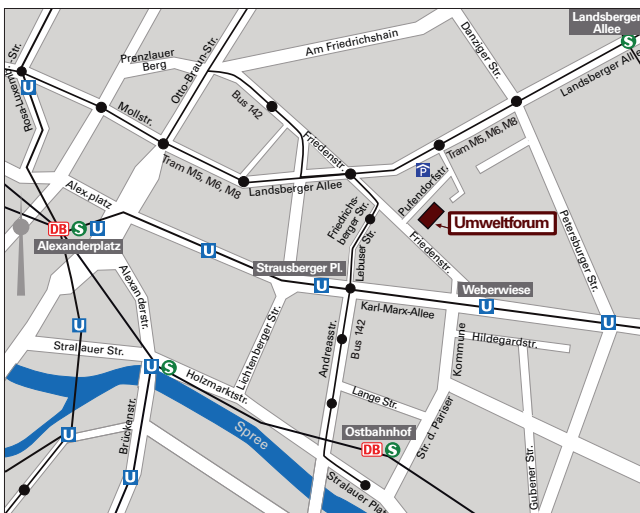 Landsberger
Allee
S
Danziger Str.
Am Friedrichshain
Prenzlauer
Berg
Otto-Braun-Str.
Rosa-Luxemb.-Str.
U
Bus 142
Landsberger Allee
Mollstr.
Friedenstr.
Tram M5, M6, M8
Tram M5, M6, M8
P
Landsberger Allee
Pufendorfstr.
Alex.platz
Friedrichs-
berger Str.
Umweltforum
Petersburger Str.
DB S U
Alexanderplatz
U
Lebuser Str.
Friedenstr.
Strausberger Pl.
U
Weberwiese
U
Alexanderstr.
Karl-Marx-Allee
U
U
Lichtenberger Str.
Andreasstr.
Bus 142
Kommune
Hildegardstr.
Stralauer Str.
U S
Holzmarktstr.
Lange Str.
Str. d. Pariser
Brückenstr.
Spree
Ostbahnhof
DB S
U
U
Gubener Str.
Stralauer Platz